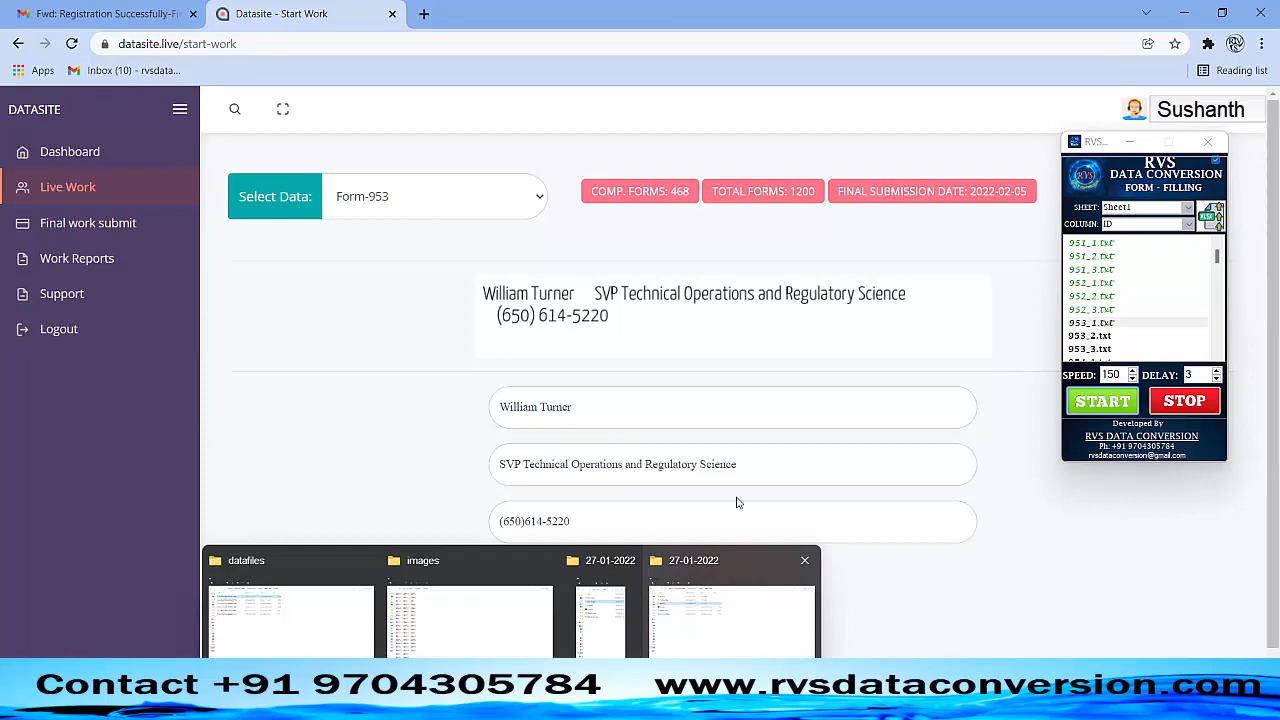 Fwd: Registration Successfully-Fi
Datasite - Start Work
datasite.live/start-work
Apps
Inbox (10) - rvsdata...
Reading list
DATASITE
Sushanth
Dashboard
Live Work
Final work submit
Work Reports
Support
Logout
Select Data:
Form-953
COMP. FORMS: 468
TOTAL FORMS: 1200
FINAL SUBMISSION DATE: 2022-02-05
William Turner SVP Technical Operations and Regulatory Science
(650) 614-5220
William Turner
SVP Technical Operations and Regulatory Science
(650)614-5220
RVS...
RVS
DATA CONVERSION
FORM - FILLING
SHEET: Sheet1
COLUMN: ID
951_1.txt
951_2.txt
951_3.txt
952_1.txt
952_2.txt
952_3.txt
953_1.txt
953_2.txt
953_3.txt
SPEED: 150 DELAY: 3
START STOP
Developed By
RVS DATA CONVERSION
Ph: +91 9704305784
rvsdataconversion@gmail.com
datafiles
images
27-01-2022
27-01-2022
Contact +91 9704305784 www.rvsdataconversion.com